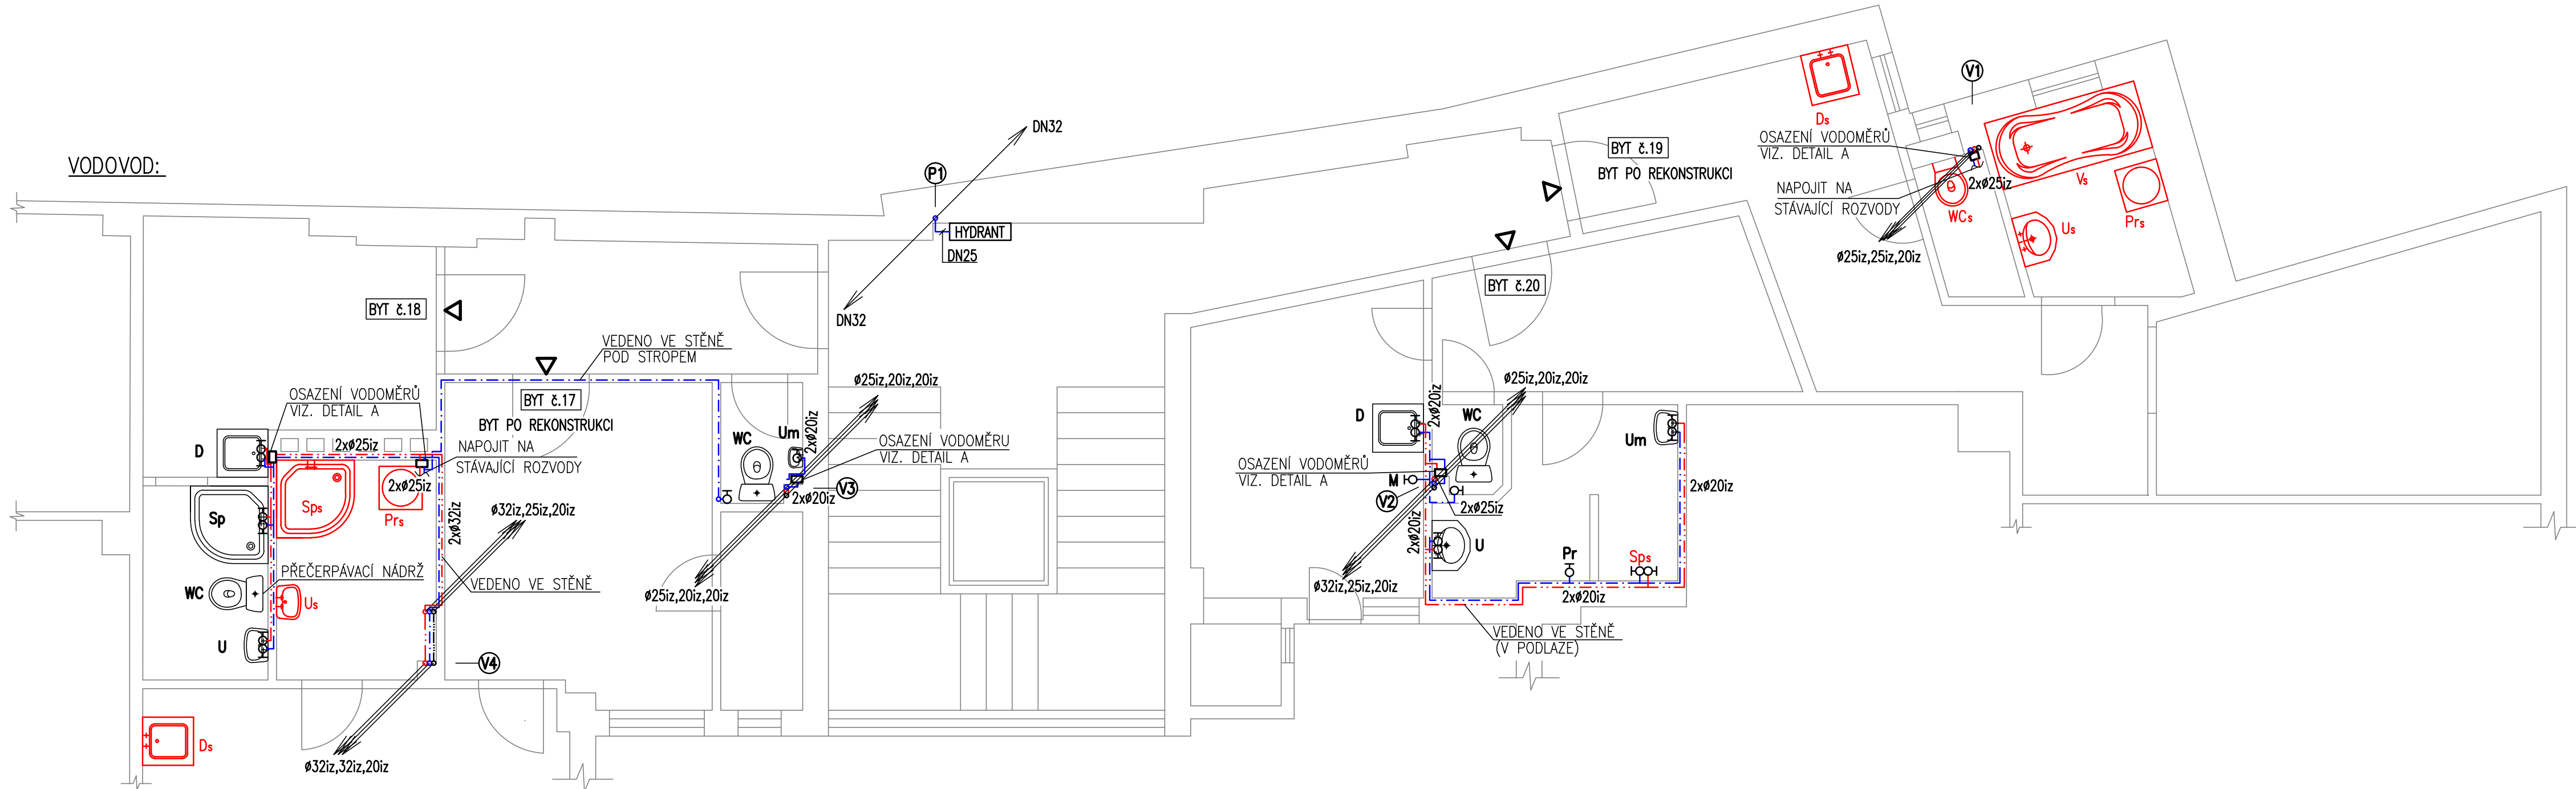 VODOVOD:
DN32
P1
HYDRANT
DN25
DN32
BYT č.18
VEDENO VE STĚNĚ
POD STROPEM
BYT č.17
BYT PO REKONSTRUKCI
OSAZENÍ VODOMĚRŮ
VIZ. DETAIL A
2xø25iz
NAPOJIT NA
STÁVAJÍCÍ ROZVODY
2xø25iz
D
Sp
Sps
Prs
2xø32iz
ø32iz,25iz,20iz
PŘEČERPÁVACÍ NÁDRŽ
VEDENO VE STĚNĚ
WC
Us
U
V4
Ds
ø32iz,32iz,20iz
WC
Um
2xø20iz
ø25iz,20iz,20iz
OSAZENÍ VODOMĚRU
VIZ. DETAIL A
2xø20iz
V3
ø25iz,20iz,20iz
BYT č.19
BYT PO REKONSTRUKCI
BYT č.20
Ds
V1
OSAZENÍ VODOMĚRŮ
VIZ. DETAIL A
NAPOJIT NA
STÁVAJÍCÍ ROZVODY
2xø25iz
WCs
Vs
Prs
Us
ø25iz,25iz,20iz
ø25iz,20iz,20iz
D
2xø20iz
WC
Um
OSAZENÍ VODOMĚRŮ
VIZ. DETAIL A
M
V2
2xø25iz
2xø20iz
2xø20iz
U
Pr
Sps
ø32iz,25iz,20iz
2xø20iz
VEDENO VE STĚNĚ
(V PODLAZE)